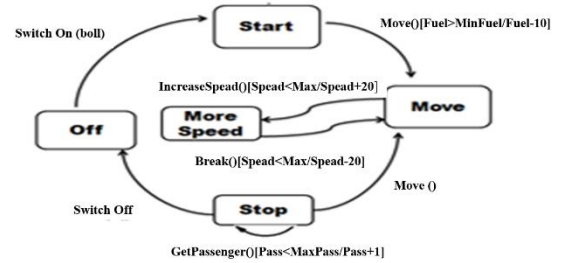 Start
Move()[Fuel>MinFuel/Fuel-10]
Switch On (boll)
IncreaseSpead()[Spead<Max/Spead+20]
Move
More
Speed
Off
Break()[Spead<Max/Spead-20]
Move ()
Switch Off
Stop
GetPassenger()[Pass<MaxPass/Pass+1]